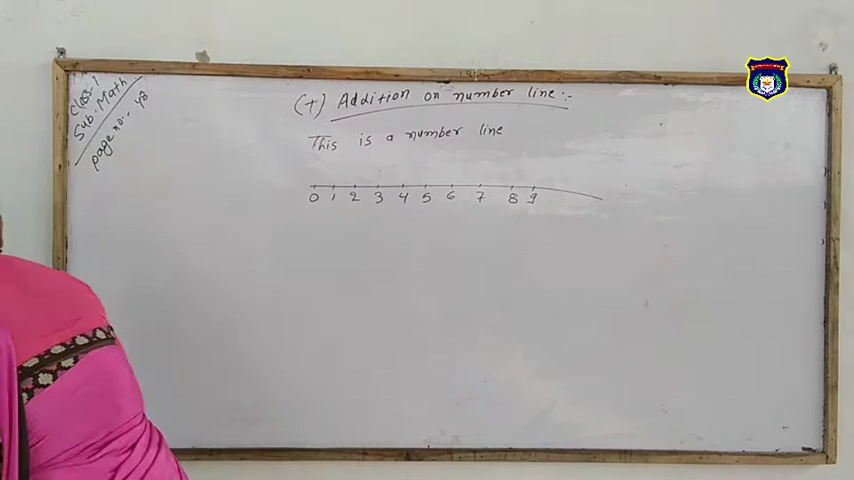 Class-1
Sub:-Math
page no:- 48
(+) Addition on number line :-
This is a number line
0 1 2 3 4 5 6 7 8 9